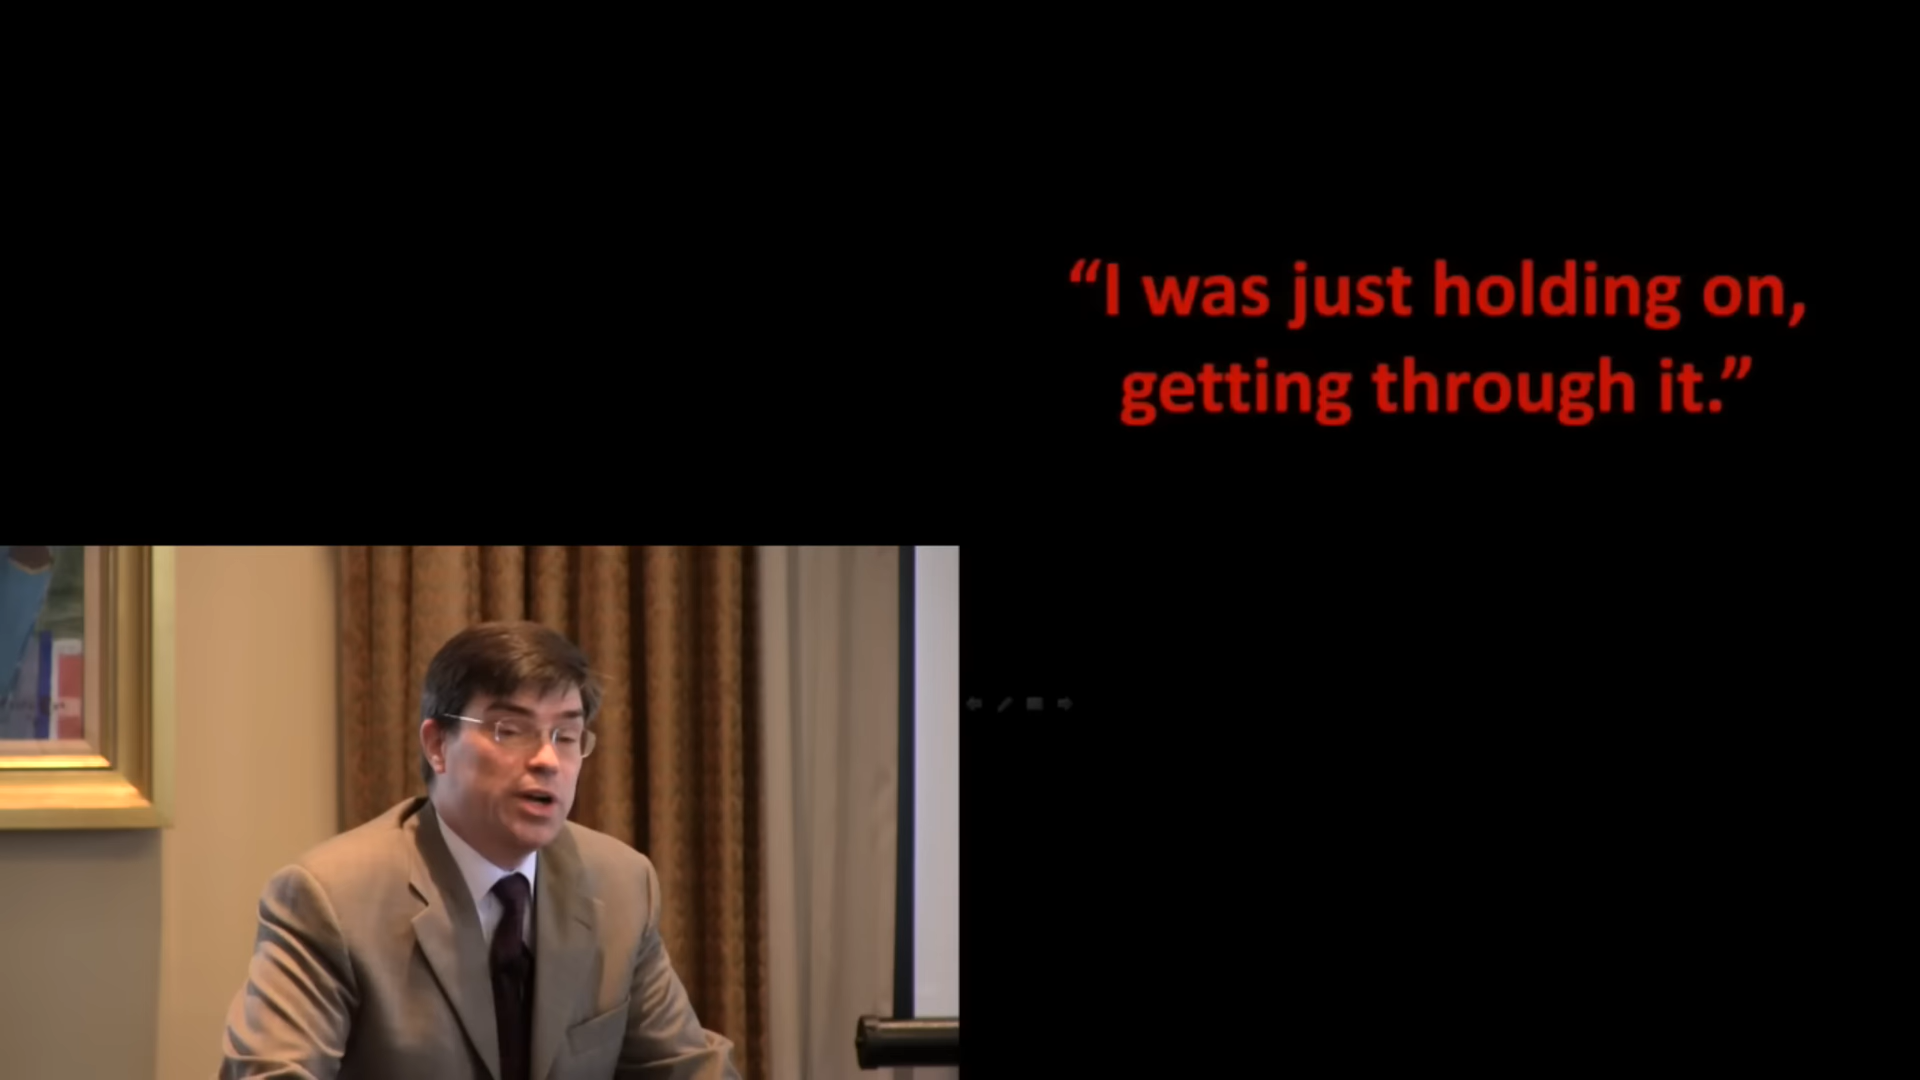 “I was just holding on,
getting through it.”